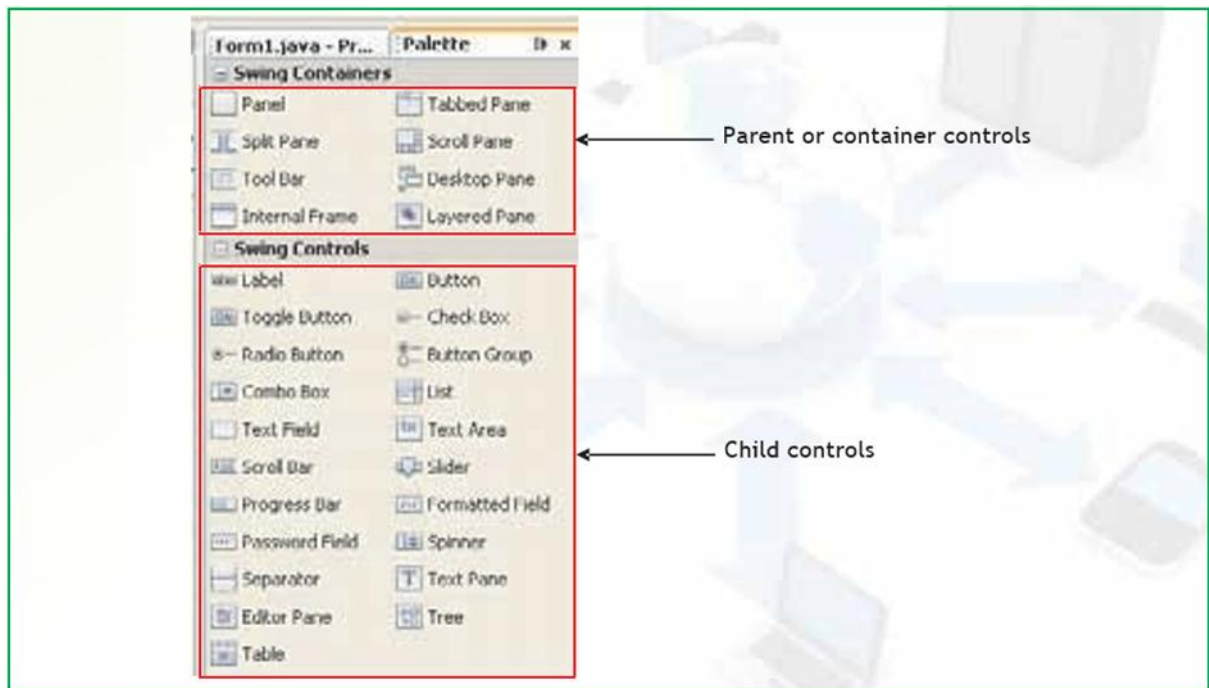 Form1.java - Pr... Palette
Swing Containers
Panel Tabbed Pane
Split Pane Scroll Pane
Tool Bar Desktop Pane
Internal Frame Layered Pane
Swing Controls
Label Button
Toggle Button Check Box
Radio Button Button Group
Combo Box List
Text Field Text Area
Scroll Bar Slider
Progress Bar Formatted Field
Password Field Spinner
Separator Text Pane
Editor Pane Tree
Table
Parent or container controls
Child controls